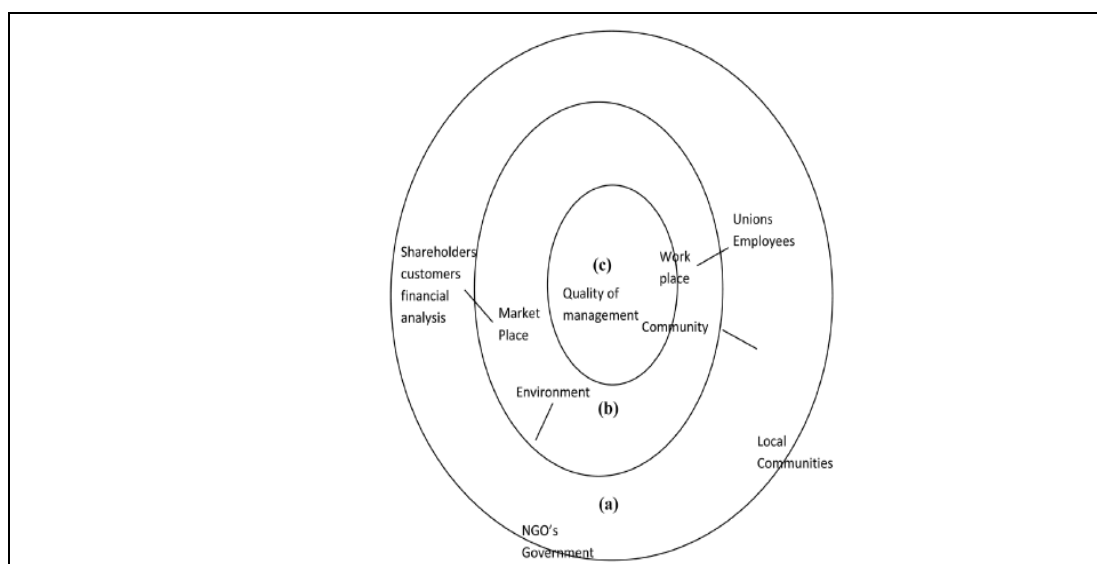 Unions
Employees
Shareholders
customers
financial
analysis
(c)
Work
place
Quality of
management
Market
Place
Community
Environment
(b)
Local
Communities
(a)
NGO's
Government